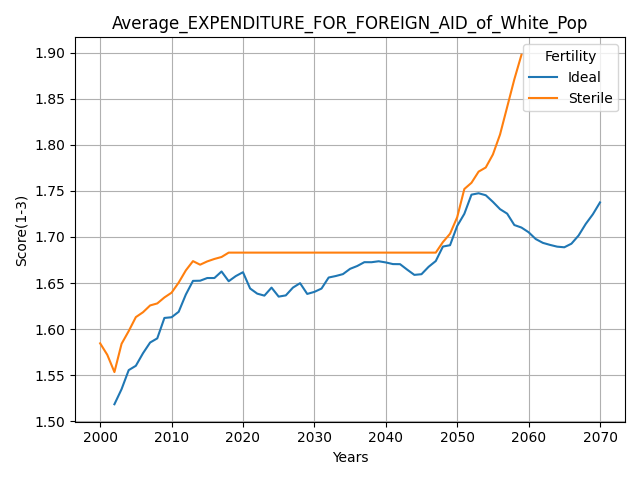 Average_EXPENDITURE_FOR_FOREIGN_AID_of_White_Pop
Fertility
Ideal
Sterile
Score(1-3)
1.90
1.85
1.80
1.75
1.70
1.65
1.60
1.55
1.50
2000 2010 2020 2030 2040 2050 2060 2070
Years